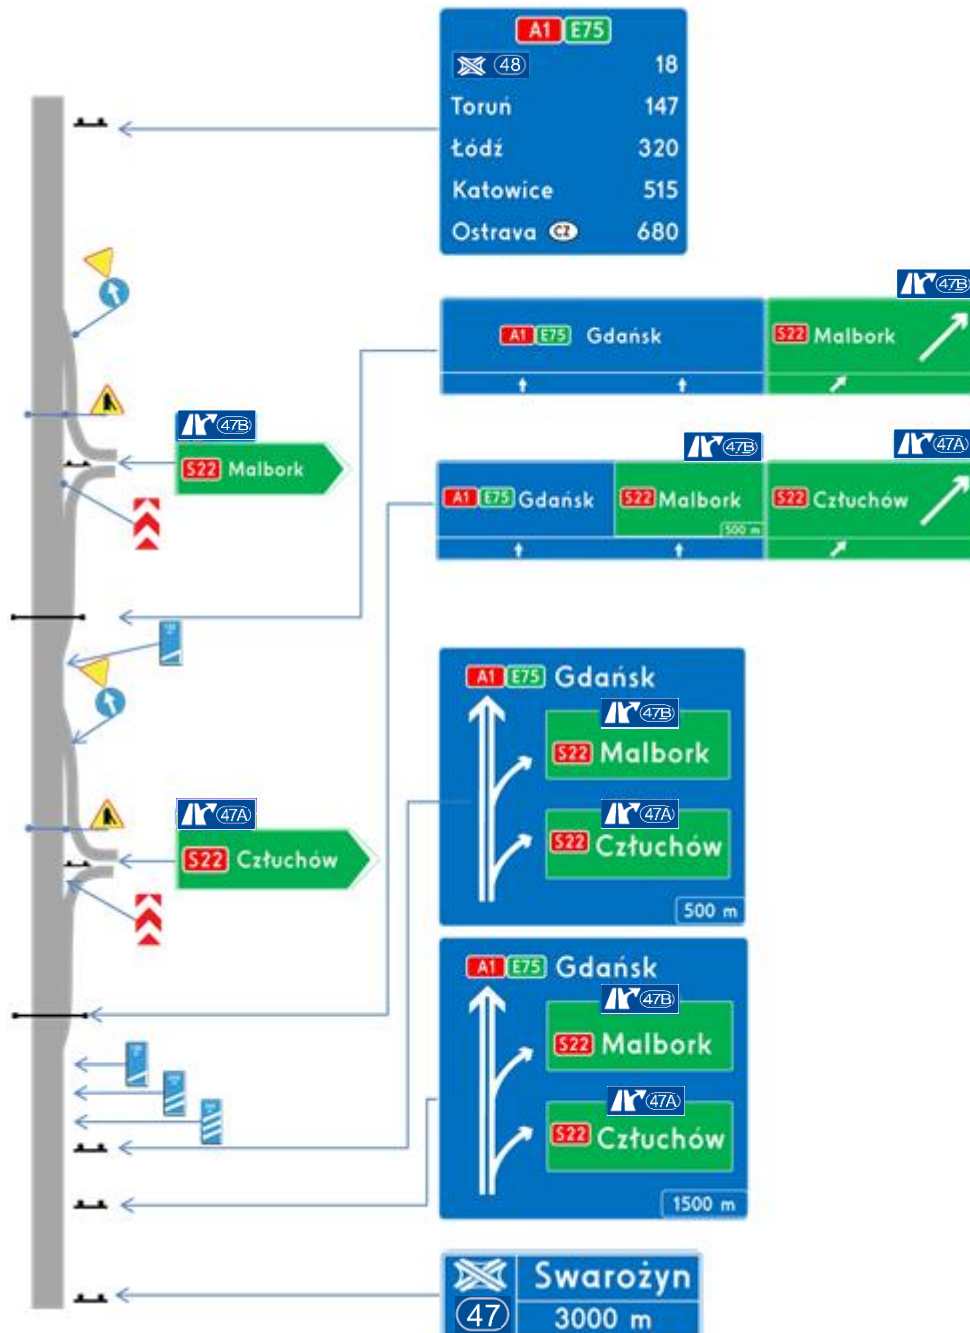 A1 E75
48 18
Toruń 147
Łódź 320
Katowice 515
Ostrava CZ 680
47B
A1 E75 Gdańsk S22 Malbork
47B
S22 Malbork
47B 47A
A1 E75 Gdańsk S22 Malbork S22 Człuchów
500 m
A1 E75 Gdańsk
47B
S22 Malbork
47A
S22 Człuchów
500 m
47A
S22 Człuchów
A1 E75 Gdańsk
47B
S22 Malbork
47A
S22 Człuchów
1500 m
Swarożyn
47 3000 m